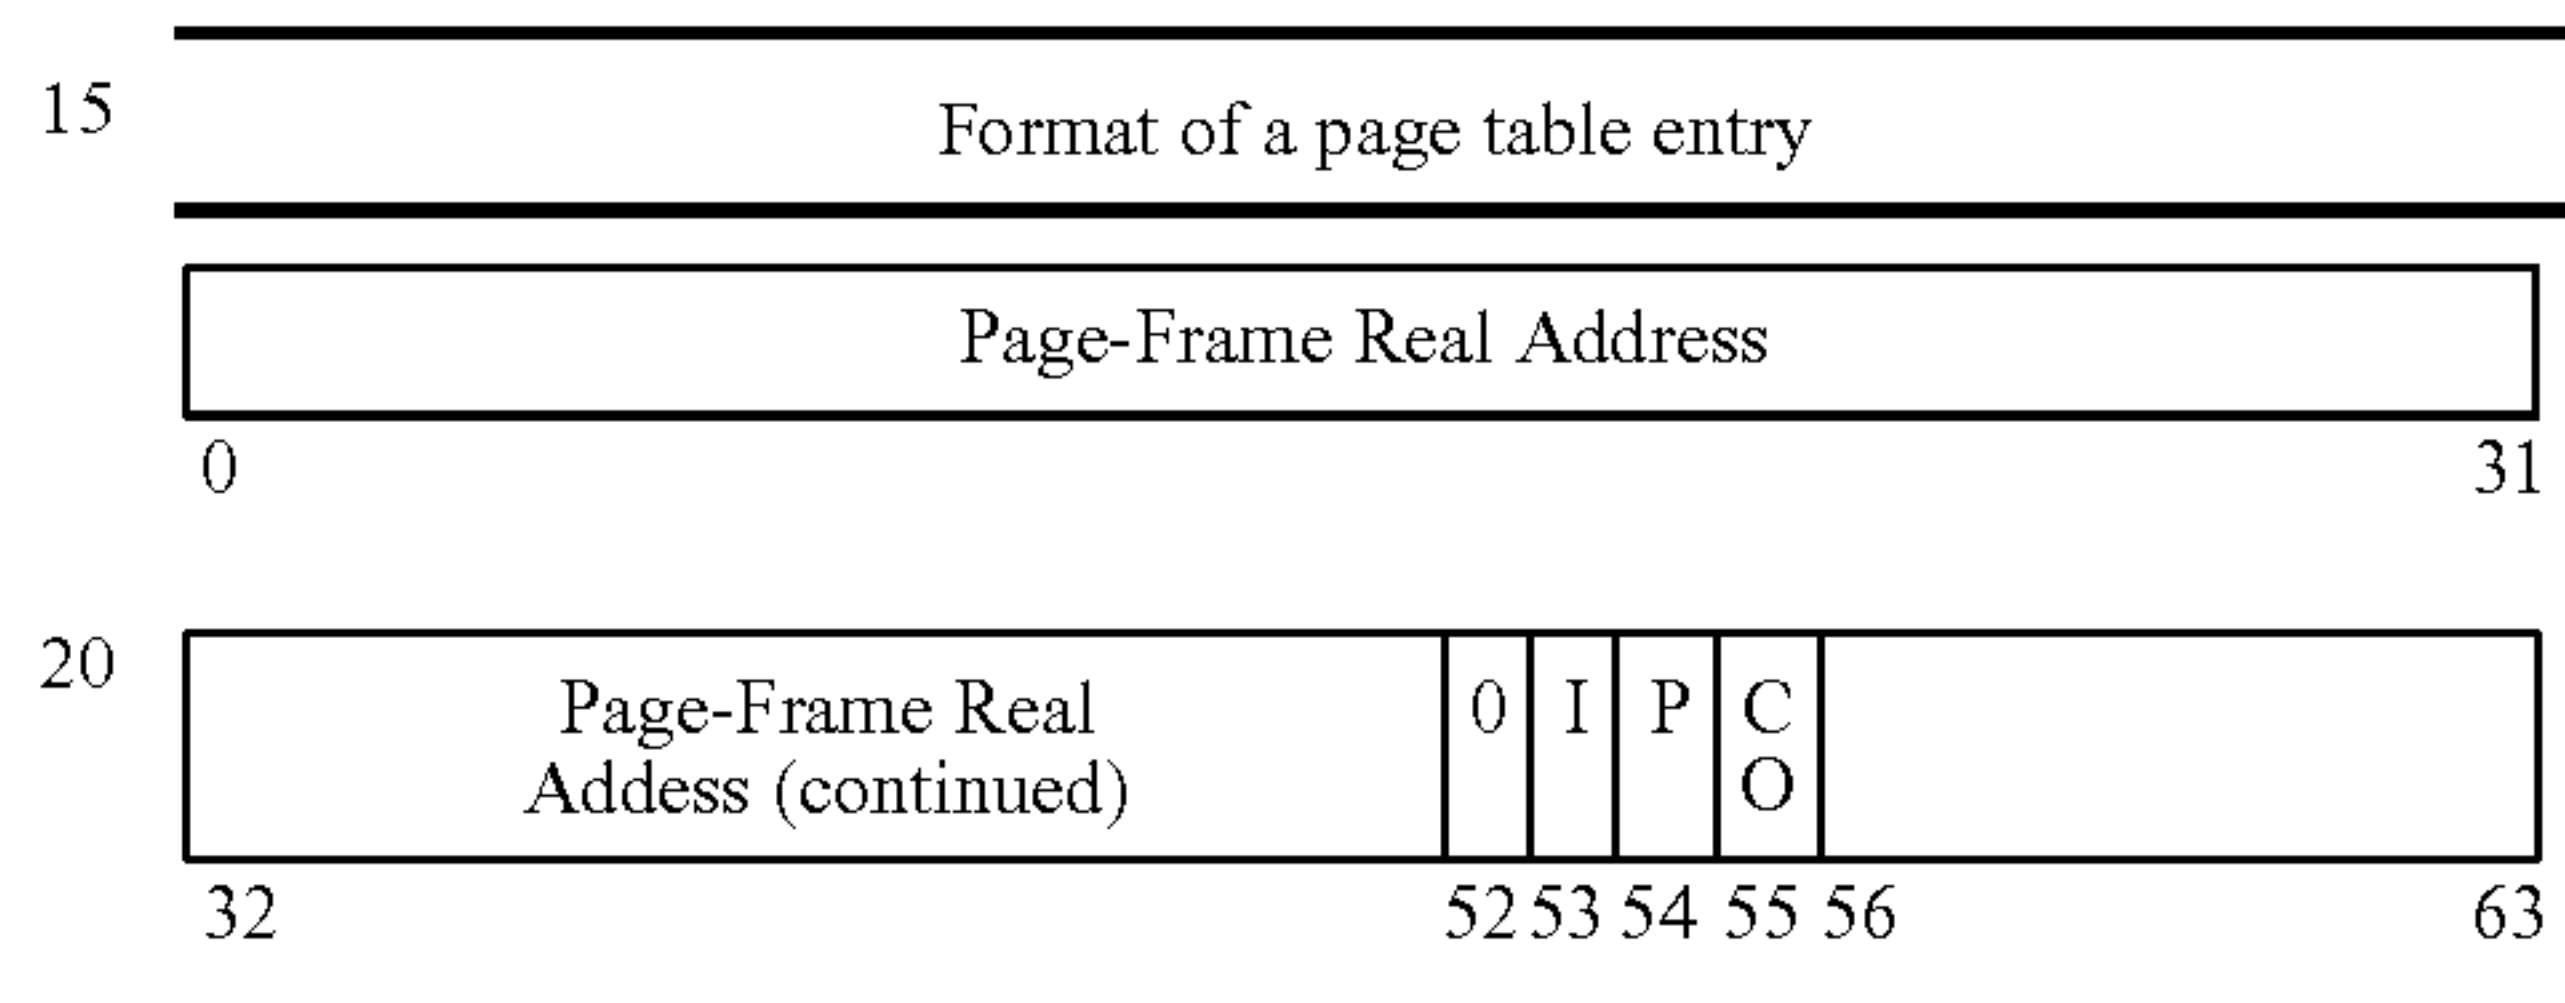 15
Format of a page table entry
Page-Frame Real Address
0 31
20
Page-Frame Real 0 I P C
Addess (continued) O
32 52 53 54 55 56 63